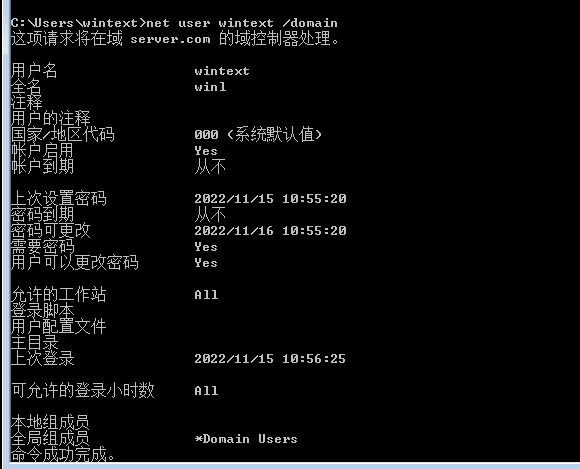 C:\Users\wintext>net user wintext /domain
这项请求将在域 server.com 的域控制器处理。
用户名 wintext
全名 win1
注释
用户的注释
国家/地区代码 000 (系统默认值)
帐户启用 Yes
帐户到期 从不
上次设置密码 2022/11/15 10:55:20
密码到期 从不
密码可更改 2022/11/16 10:55:20
需要密码 Yes
用户可以更改密码 Yes
允许的工作站 All
登录脚本
用户配置文件
主目录
上次登录 2022/11/15 10:56:25
可允许的登录小时数 All
本地组成员
全局组成员 *Domain Users
命令成功完成。